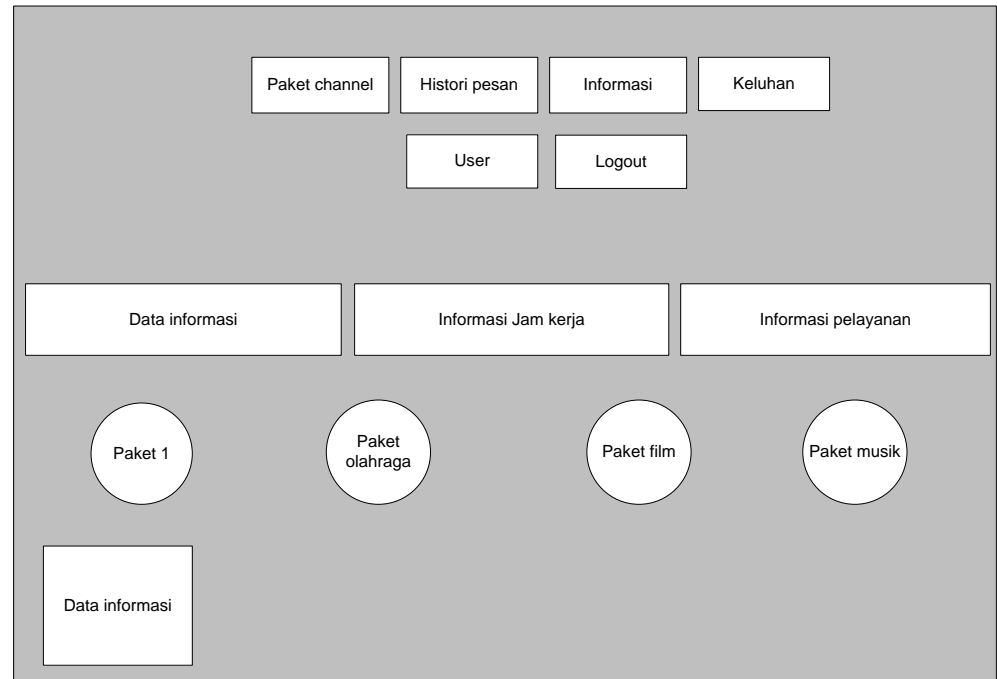 Paket channel
Histori pesan
Informasi
Keluhan
User
Logout
Data informasi
Informasi Jam kerja
Informasi pelayanan
Paket 1
Paket
olahraga
Paket film
Paket musik
Data informasi